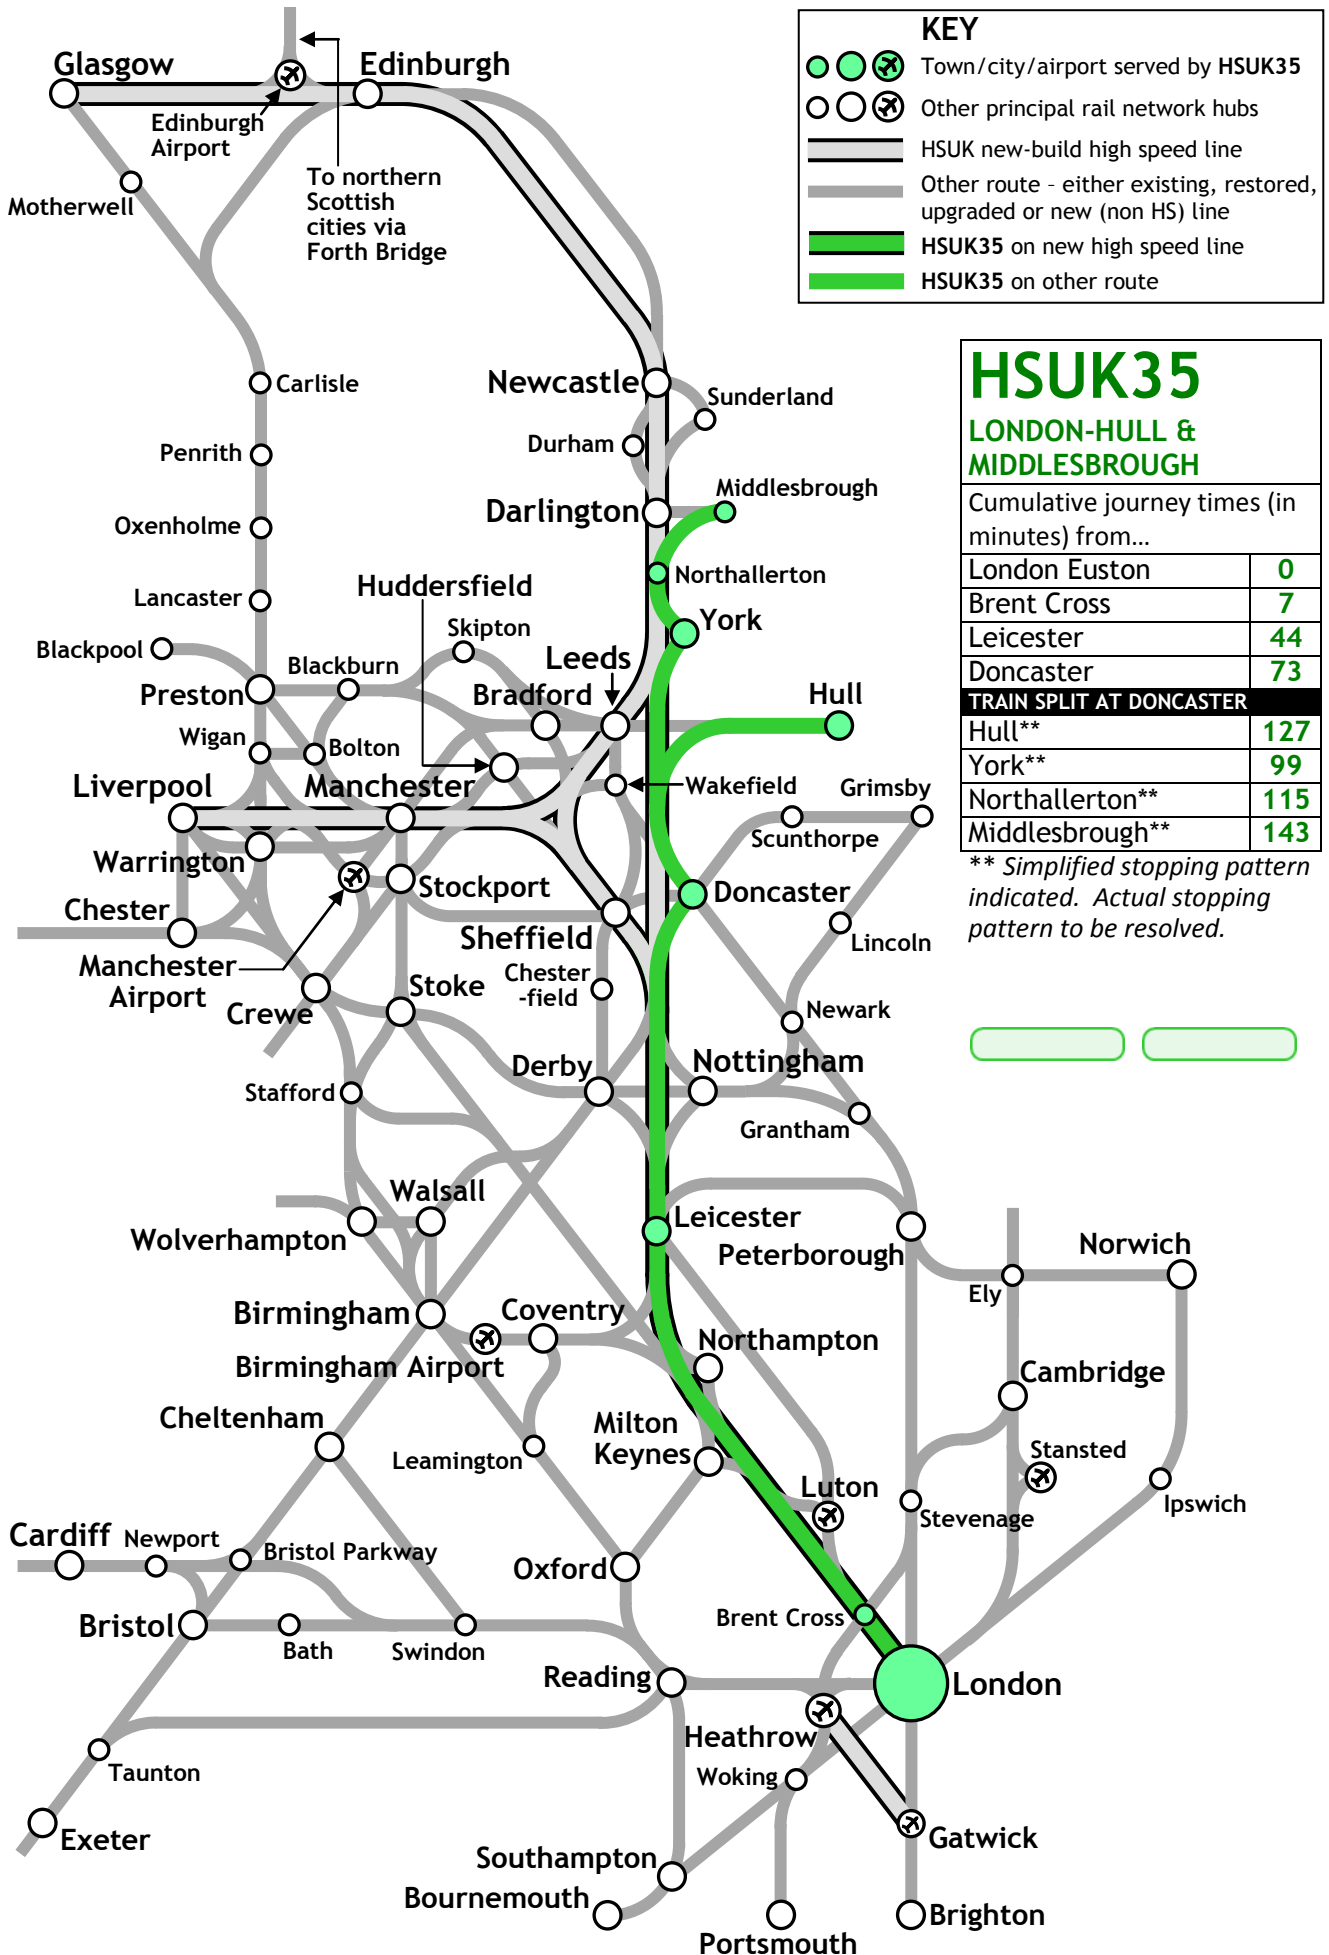 KEY
Town/city/airport served by HSUK35
Other principal rail network hubs
HSUK new-build high speed line
Other route - either existing, restored,
upgraded or new (non HS) line
HSUK35 on new high speed line
HSUK35 on other route
Glasgow
Edinburgh
Edinburgh
Airport
To northern
Scottish
cities via
Forth Bridge
Motherwell
Carlisle
Newcastle
Sunderland
Durham
Penrith
Middlesbrough
Darlington
Oxenholme
Northallerton
Huddersfield
Lancaster
York
Skipton
Blackpool
Leeds
Blackburn
Preston
Bradford
Hull
Wigan
Bolton
Liverpool
Manchester
Wakefield
Grimsby
Scunthorpe
Warrington
Stockport
Doncaster
Chester
Sheffield
Lincoln
Manchester
Airport
Chester
-field
Stoke
Crewe
Newark
Derby
Nottingham
Stafford
Grantham
Walsall
Leicester
Wolverhampton
Peterborough
Norwich
Ely
Birmingham
Coventry
Northampton
Birmingham Airport
Cambridge
Cheltenham
Milton
Keynes
Leamington
Stansted
Luton
Ipswich
Stevenage
Cardiff
Newport
Bristol Parkway
Oxford
Brent Cross
Bristol
Bath
Swindon
Reading
London
Heathrow
Woking
Taunton
Exeter
Gatwick
Southampton
Bournemouth
Brighton
Portsmouth
HSUK35
LONDON-HULL &
MIDDLESBROUGH
Cumulative journey times (in
minutes) from…
London Euston 0
Brent Cross 7
Leicester 44
Doncaster 73
TRAIN SPLIT AT DONCASTER
Hull** 127
York** 99
Northallerton** 115
Middlesbrough** 143
** Simplified stopping pattern
indicated. Actual stopping
pattern to be resolved.